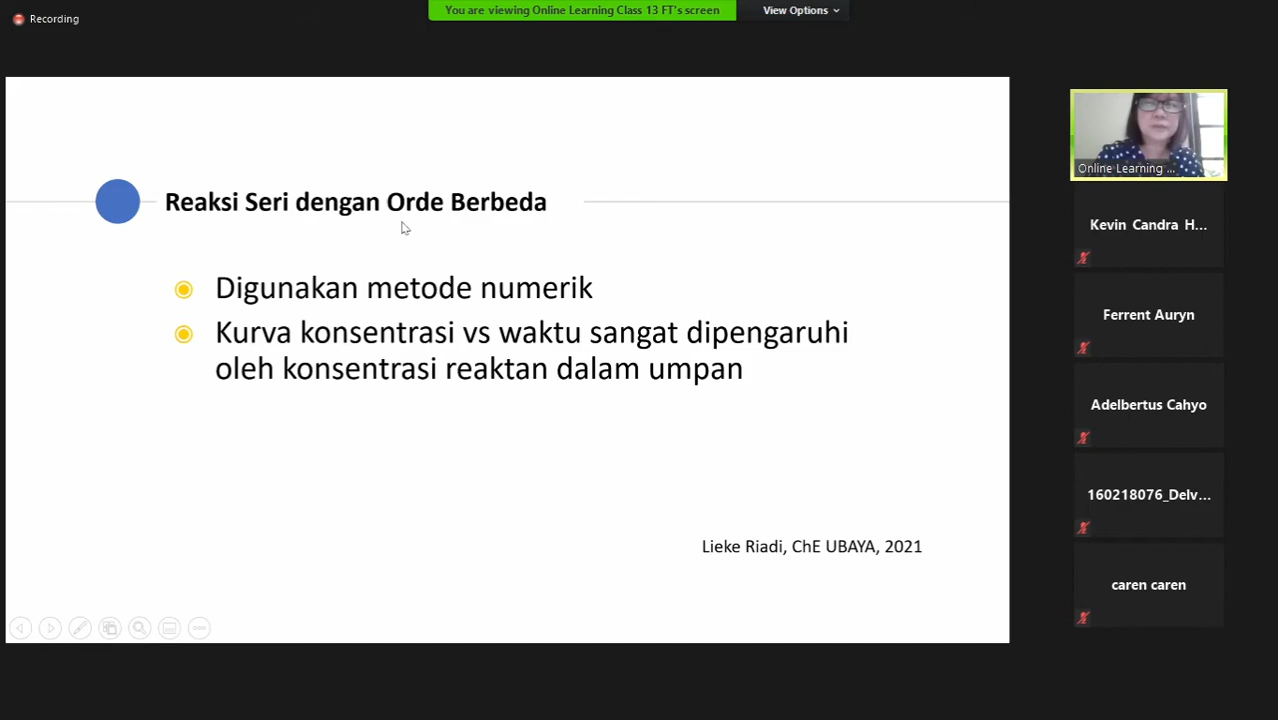 Recording
You are viewing Online Learning Class 13 FT's screen
View Options
Reaksi Seri dengan Orde Berbeda
Digunakan metode numerik
Kurva konsentrasi vs waktu sangat dipengaruhi
oleh konsentrasi reaktan dalam umpan
Lieke Riadi, ChE UBAYA, 2021
Online Learning ...
Kevin Candra H...
Ferrent Auryn
Adelbertus Cahyo
160218076_Delv...
caren caren